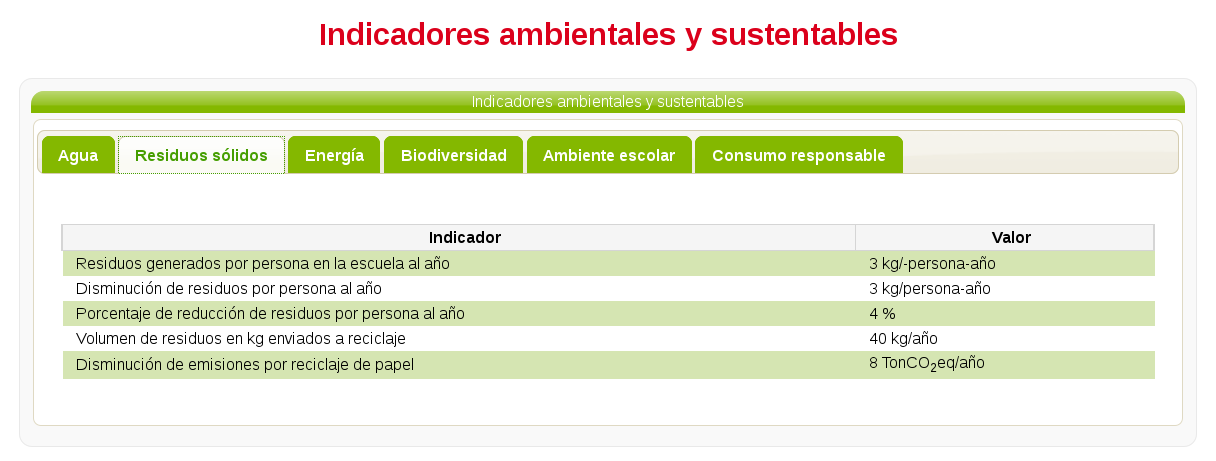 Indicadores ambientales y sustentables
Indicadores ambientales y sustentables
Agua Residuos sólidos Energía Biodiversidad Ambiente escolar Consumo responsable
Indicador Valor
Residuos generados por persona en la escuela al año 3 kg/-persona-año
Disminución de residuos por persona al año 3 kg/persona-año
Porcentaje de reducción de residuos por persona al año 4 %
Volumen de residuos en kg enviados a reciclaje 40 kg/año
Disminución de emisiones por reciclaje de papel 8 TonCO₂eq/año